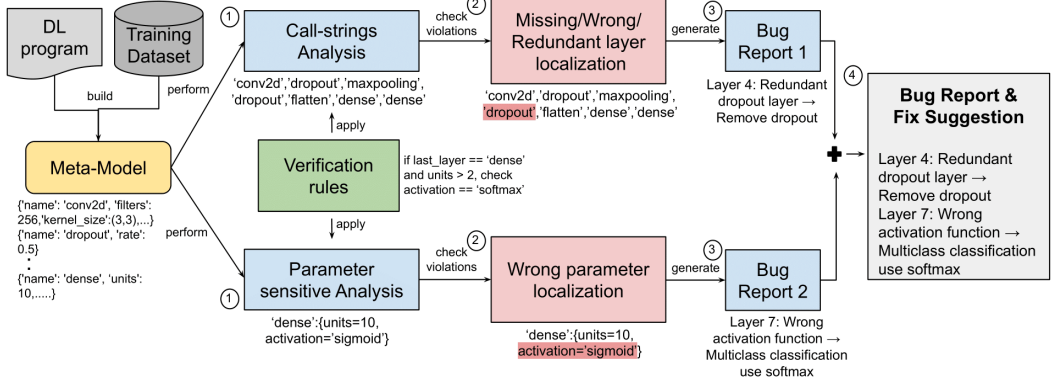 DL
program
Training
Dataset
build
Meta-Model
{'name': 'conv2d', 'filters':
256,'kernel_size':(3,3),...}
{'name': 'dropout', 'rate':
0.5}
{'name': 'dense', 'units':
10,.....}
perform
perform
1
Call-strings
Analysis
'conv2d','dropout','maxpooling',
'dropout','flatten','dense','dense'
apply
Verification
rules
if last_layer == 'dense'
and units > 2, check
activation == 'softmax'
apply
1
Parameter
sensitive Analysis
'dense':{units=10,
activation='sigmoid'}
check
violations
2
Missing/Wrong/
Redundant layer
localization
'conv2d','dropout','maxpooling',
'dropout','flatten','dense','dense'
check
violations
2
Wrong parameter
localization
'dense':{units=10,
activation='sigmoid'}
generate
3
Bug
Report 1
Layer 4: Redundant
dropout layer →
Remove dropout
generate
3
Bug
Report 2
Layer 7: Wrong
activation function →
Multiclass classification
use softmax
4
Bug Report &
Fix Suggestion
Layer 4: Redundant
dropout layer →
Remove dropout
Layer 7: Wrong
activation function →
Multiclass classification
use softmax